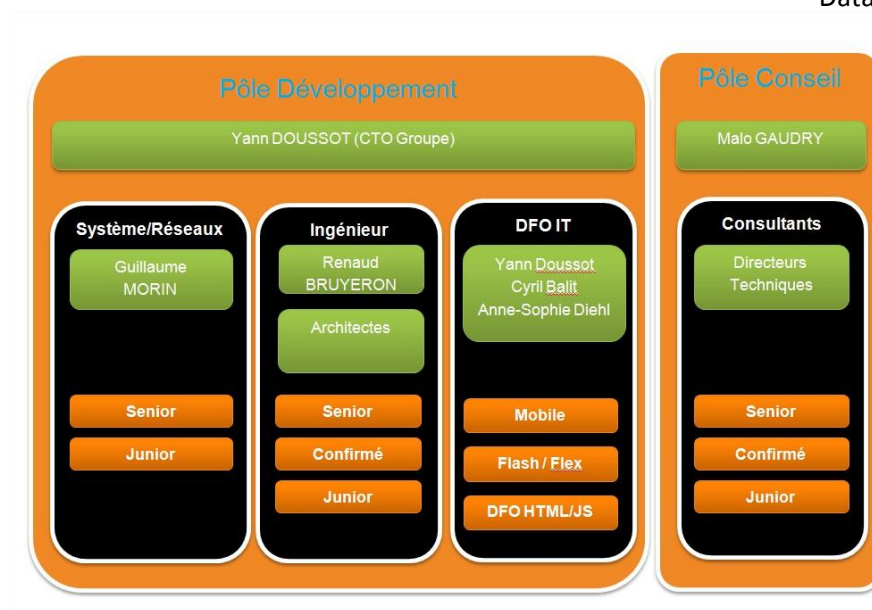 Data
Pôle Développement
Yann DOUSSOT (CTO Groupe)
Système/Réseaux
Guillaume
MORIN
Senior
Junior
Ingénieur
Renaud
BRUYERON
Architectes
Senior
Confirmé
Junior
DFO IT
Yann Doussot
Cyril Balit
Anne-Sophie Diehl
Mobile
Flash / Flex
DFO HTML/JS
Pôle Conseil
Malo GAUDRY
Consultants
Directeurs
Techniques
Senior
Confirmé
Junior